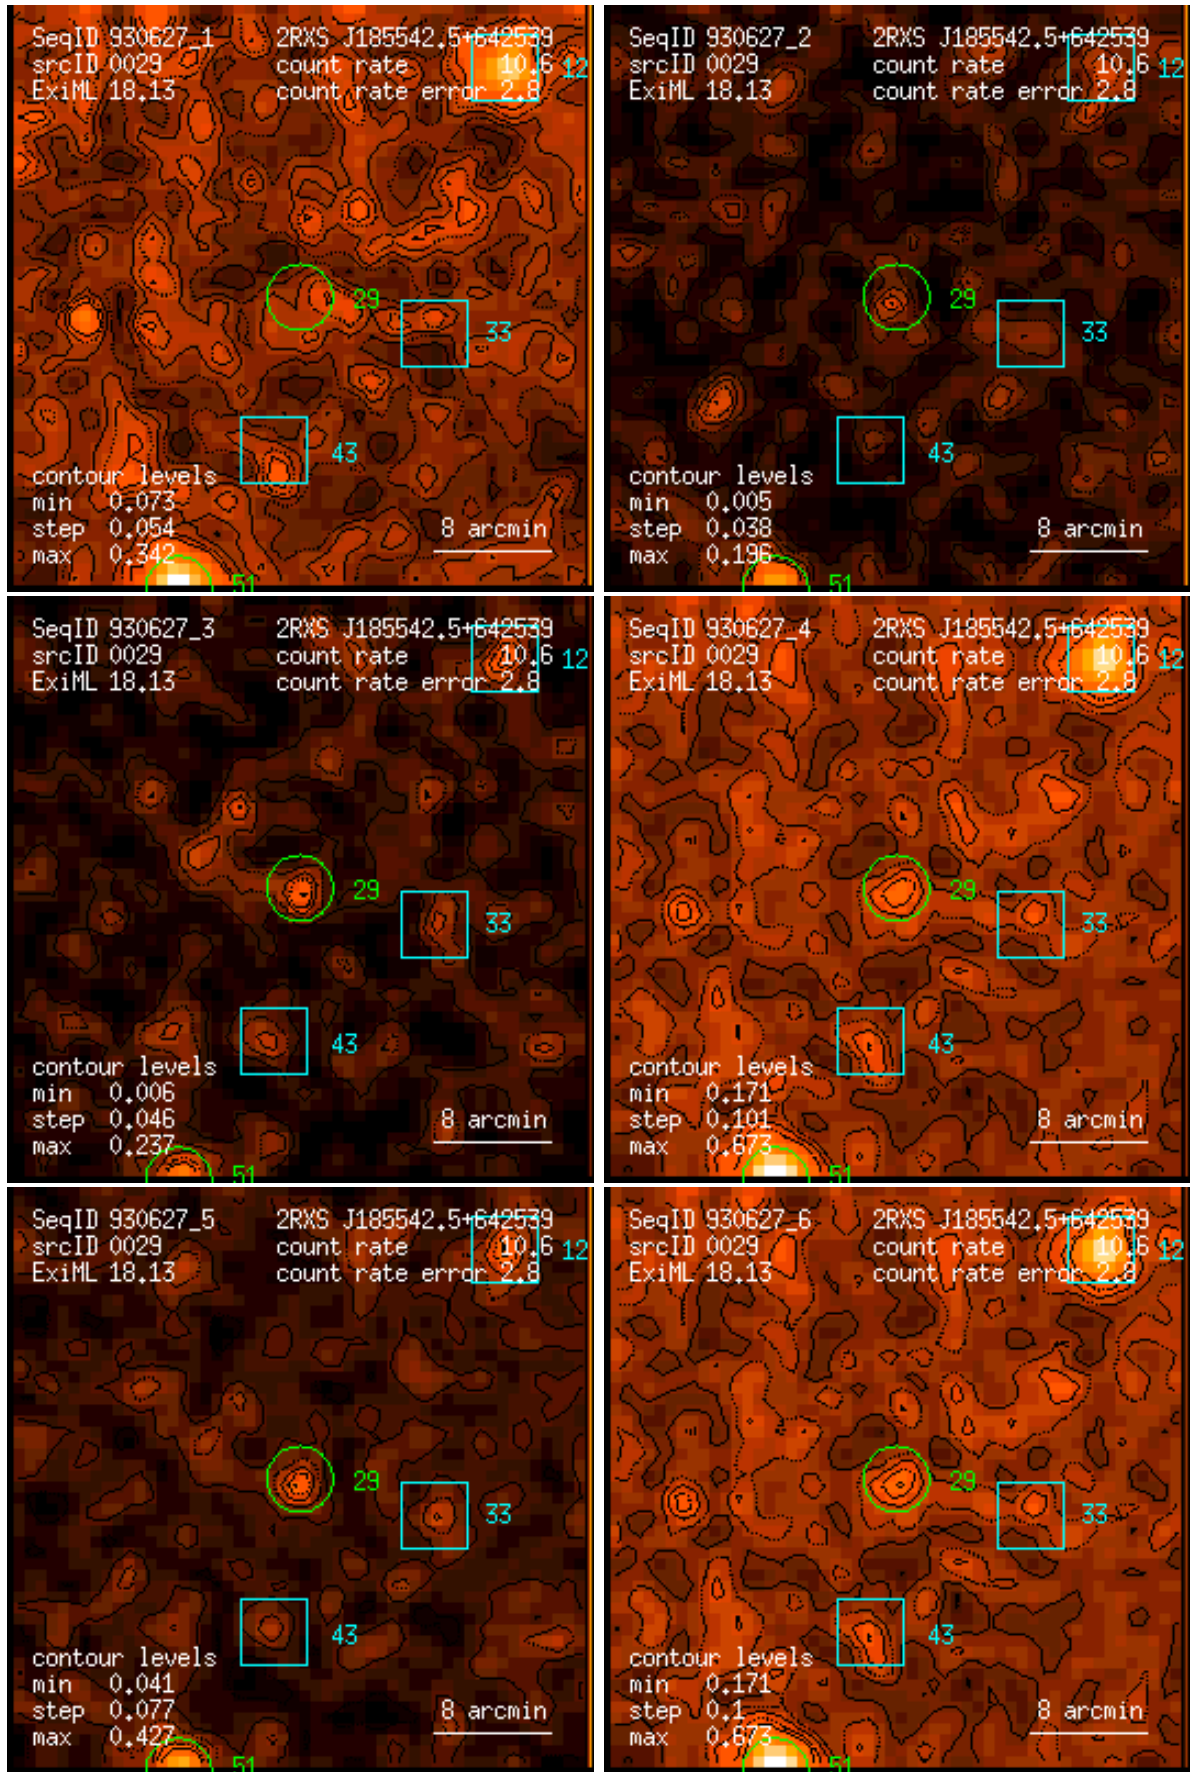 SeqID 930627_1 2RXS J185542.5+642539
srcID 0029 count rate 10.6 12
ExiML 18.13 count rate error 2.8
29
33
43
contour levels
min 0.073
step 0.054 8 arcmin
max 0.342
51
SeqID 930627_2 2RXS J185542.5+642539
srcID 0029 count rate 10.6 12
ExiML 18.13 count rate error 2.8
29
33
43
contour levels
min 0.005
step 0.038 8 arcmin
max 0.196
51
SeqID 930627_3 2RXS J185542.5+642539
srcID 0029 count rate 10.6 12
ExiML 18.13 count rate error 2.8
29
33
43
contour levels
min 0.006
step 0.046 8 arcmin
max 0.237
51
SeqID 930627_4 2RXS J185542.5+642539
srcID 0029 count rate 10.6 12
ExiML 18.13 count rate error 2.8
29
33
43
contour levels
min 0.171
step 0.101 8 arcmin
max 0.673
51
SeqID 930627_5 2RXS J185542.5+642539
srcID 0029 count rate 10.6 12
ExiML 18.13 count rate error 2.8
29
33
43
contour levels
min 0.041
step 0.077 8 arcmin
max 0.427
51
SeqID 930627_6 2RXS J185542.5+642539
srcID 0029 count rate 10.6 12
ExiML 18.13 count rate error 2.8
29
33
43
contour levels
min 0.171
step 0.1 8 arcmin
max 0.673
51